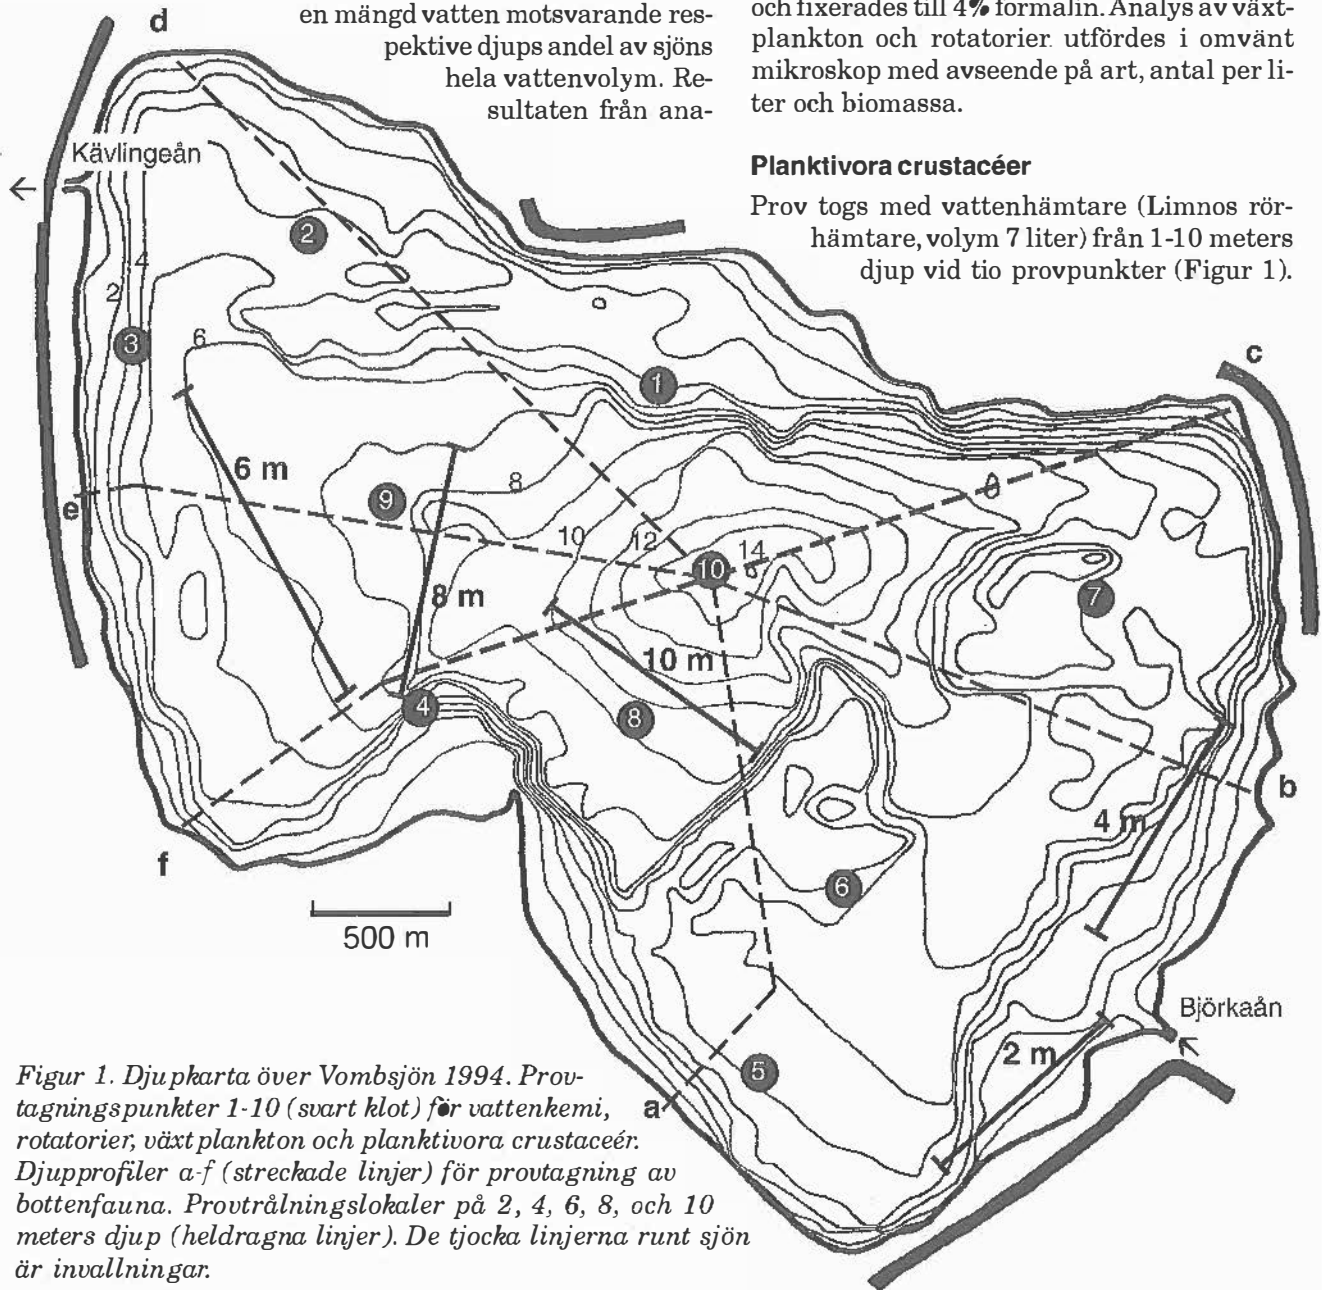 en mängd vatten motsvarande res-
pektive djups andel av sjöns
hela vattenvolym. Re-
sultaten från ana-
och fixerades till 4% formalin. Analys av växt-
plankton och rotatorier utfördes i omvänt
mikroskop med avseende på art, antal per li-
ter och biomassa.
Planktivora crustacéer
Prov togs med vattenhämtare (Limnos rör-
hämtare, volym 7 liter) från 1-10 meters
djup vid tio provpunkter (Figur 1).
d
Kävlingeån
2
4
2
3
6
1
c
6 m
9
8
e
10
12
14
10
8 m
7
10 m
4
8
b
4 m
f
6
500 m
Björkaån
2 m
5
a
Figur 1. Djupkarta över Vombsjön 1994. Prov-
tagningspunkter 1-10 (svart klot) för vattenkemi,
rotatorier, växtplankton och planktivora crustaceér.
Djupprofiler a-f (streckade linjer) för provtagning av
bottenfauna. Provtrålningslokaler på 2, 4, 6, 8, och 10
meters djup (heldragna linjer). De tjocka linjerna runt sjön
är invallningar.